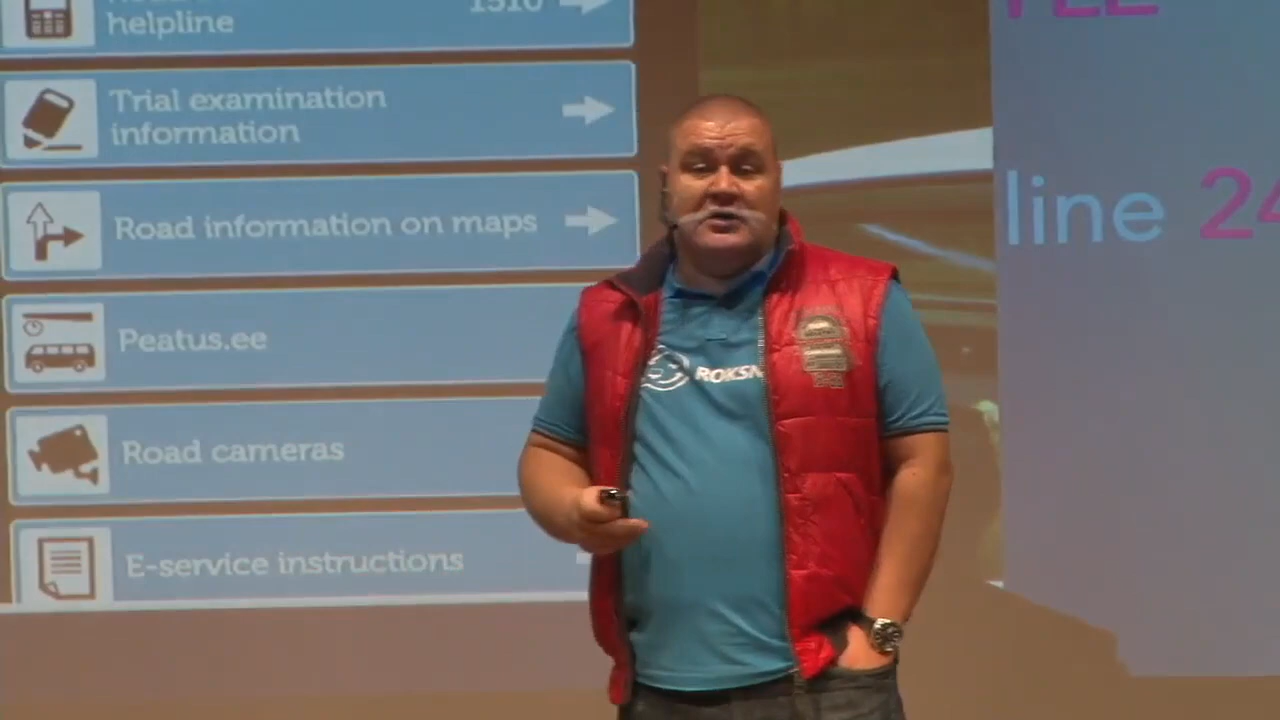 helpline
1510
Trial examination
information
Road information on maps
Peatus.ee
Road cameras
E-service instructions
ROKSN
line 24